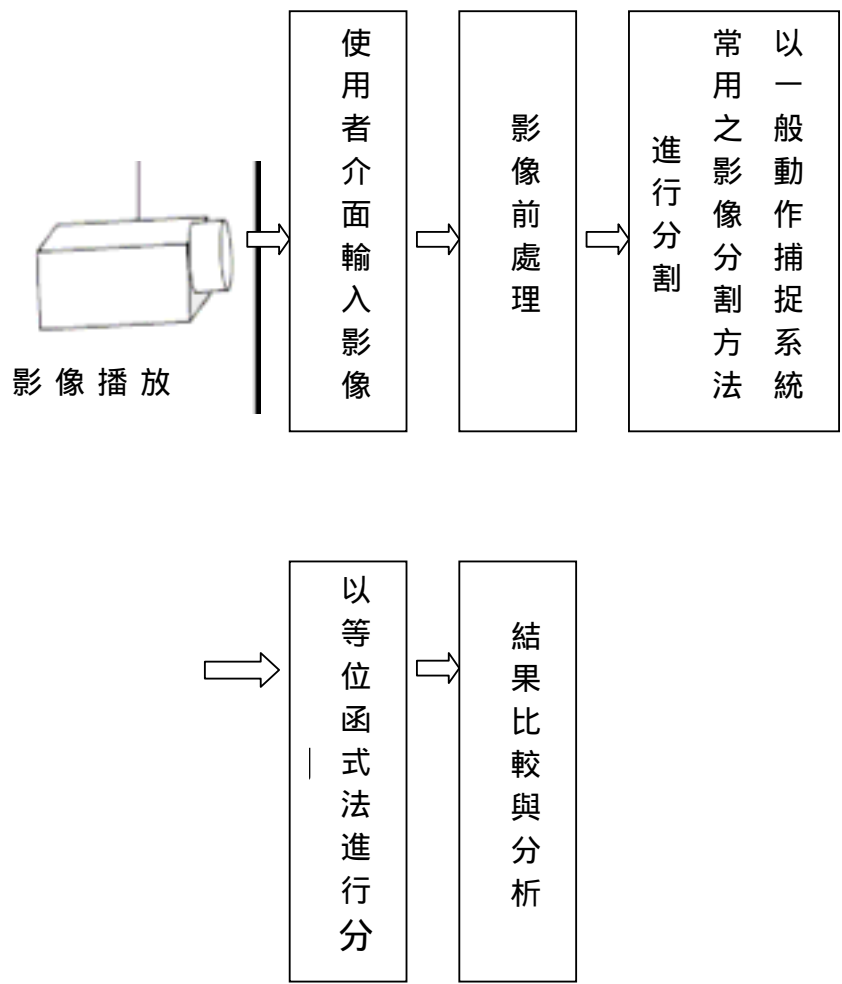 影像播放
使用者介面輸入影像
影像前處理
以一般動作捕捉系統
常用之影像分割方法
進行分割
以等位函式法進行分
結果比較與分析